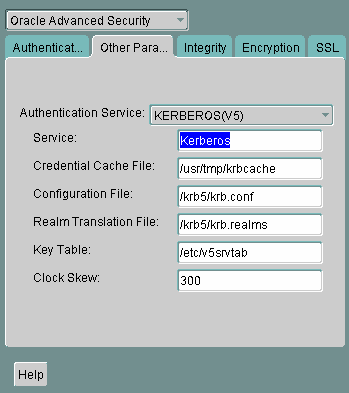 Oracle Advanced Security
Authenticat... Other Para... Integrity Encryption SSL
Authentication Service: KERBEROS(V5)
Service: Kerberos
Credential Cache File: /usr/tmp/krbcache
Configuration File: /krb5/krb.conf
Realm Translation File: /krb5/krb.realms
Key Table: /etc/v5srvtab
Clock Skew: 300
Help